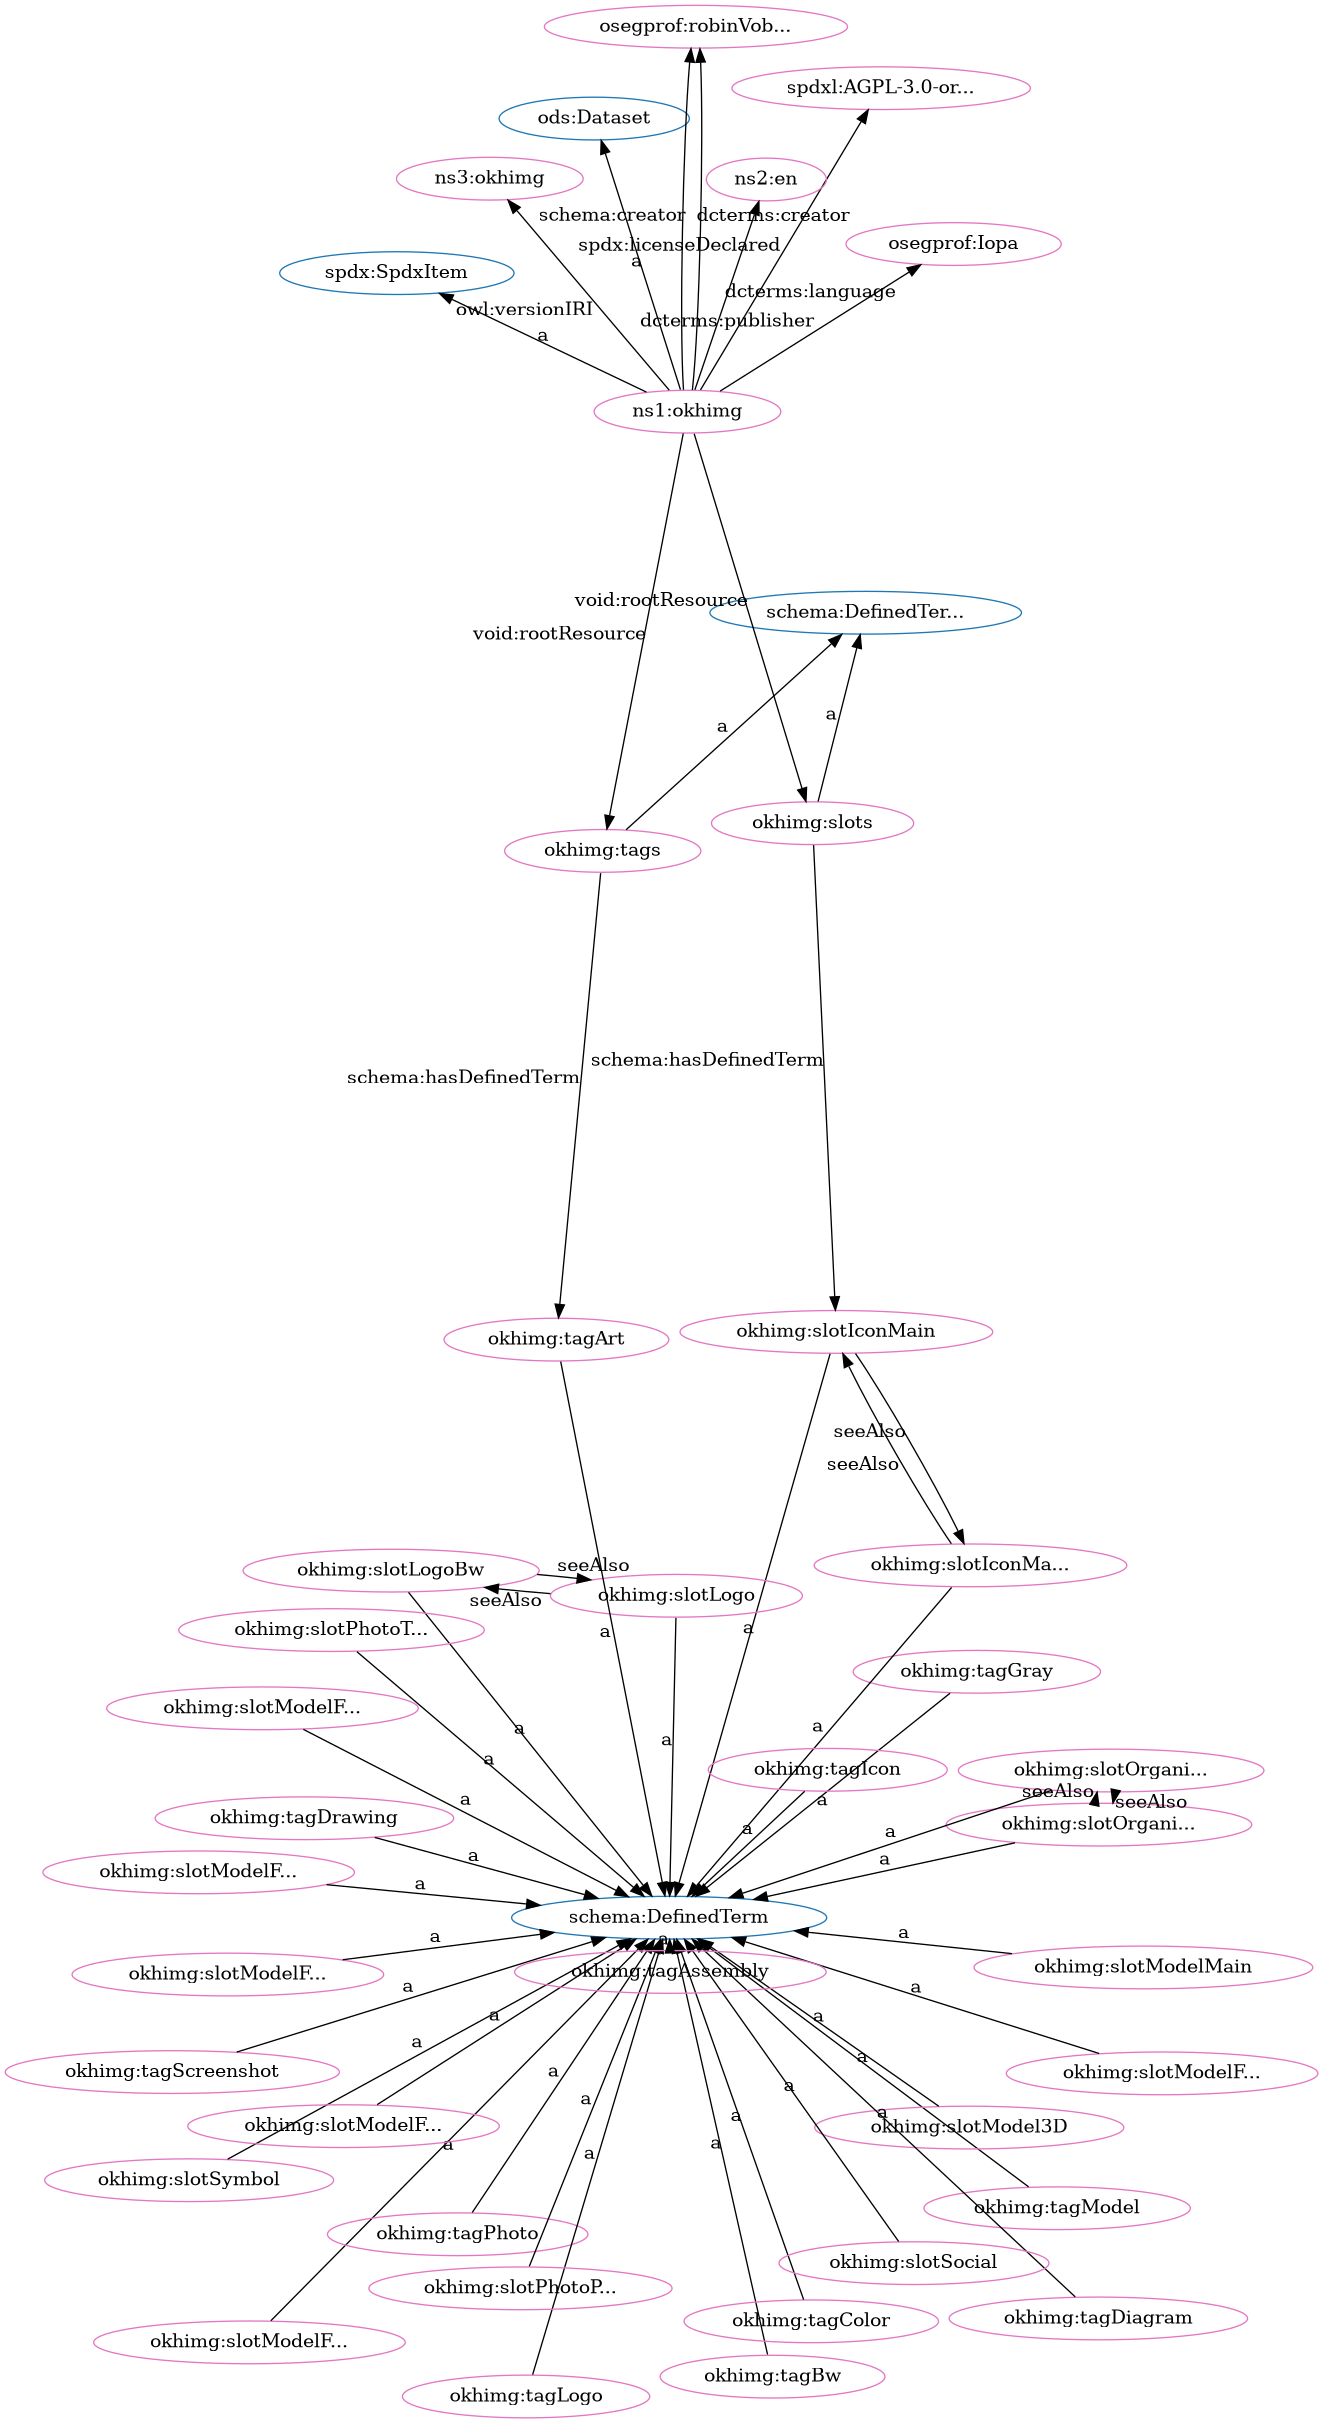 osegprof:robinVob...
spdxl:AGPL-3.0-or...
ods:Dataset
ns3:okhimg
ns2:en
schema:creator
dcterms:creator
osegprof:Iopa
spdx:licenseDeclared
a
spdx:SpdxItem
dcterms:language
owl:versionIRI
dcterms:publisher
a
ns1:okhimg
void:rootResource
schema:DefinedTer...
void:rootResource
a
a
okhimg:slots
okhimg:tags
schema:hasDefinedTerm
schema:hasDefinedTerm
okhimg:slotIconMain
okhimg:tagArt
seeAlso
seeAlso
okhimg:slotIconMa...
seeAlso
okhimg:slotLogoBw
okhimg:slotLogo
seeAlso
okhimg:slotPhotoT...
a
a
okhimg:tagGray
okhimg:slotModelF...
a
a
a
a
okhimg:tagIcon
okhimg:slotOrgani...
seeAlso
seeAlso
a
a
okhimg:tagDrawing
okhimg:slotOrgani...
a
a
a
a
okhimg:slotModelF...
a
schema:DefinedTerm
a
a
a
okhimg:slotModelMain
okhimg:tagAssembly
okhimg:slotModelF...
a
a
a
a
a
okhimg:tagScreenshot
okhimg:slotModelF...
a
a
a
a
a
a
okhimg:slotModelF...
okhimg:slotModel3D
a
a
a
okhimg:slotSymbol
okhimg:tagModel
okhimg:tagPhoto
okhimg:slotSocial
okhimg:slotPhotoP...
okhimg:tagDiagram
okhimg:tagColor
okhimg:slotModelF...
okhimg:tagBw
okhimg:tagLogo